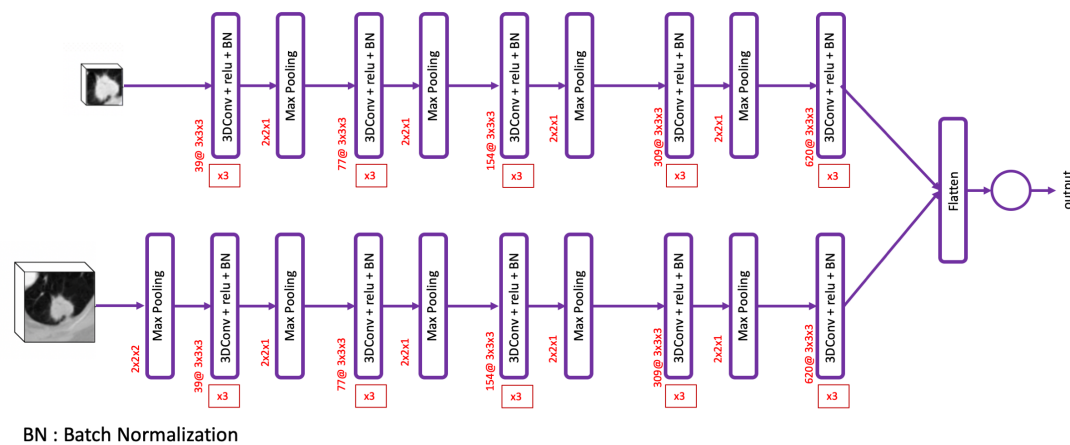 39@ 3x3x3
3DConv + relu + BN
x3
2x2x1
Max Pooling
77@ 3x3x3
3DConv + relu + BN
x3
2x2x1
Max Pooling
154@ 3x3x3
3DConv + relu + BN
x3
2x2x1
Max Pooling
309@ 3x3x3
3DConv + relu + BN
x3
2x2x1
Max Pooling
620@ 3x3x3
3DConv + relu + BN
x3
Flatten
output
2x2x2
Max Pooling
39@ 3x3x3
3DConv + relu + BN
x3
2x2x1
Max Pooling
77@ 3x3x3
3DConv + relu + BN
x3
2x2x1
Max Pooling
154@ 3x3x3
3DConv + relu + BN
x3
2x2x1
Max Pooling
309@ 3x3x3
3DConv + relu + BN
x3
2x2x1
Max Pooling
620@ 3x3x3
3DConv + relu + BN
x3
BN : Batch Normalization